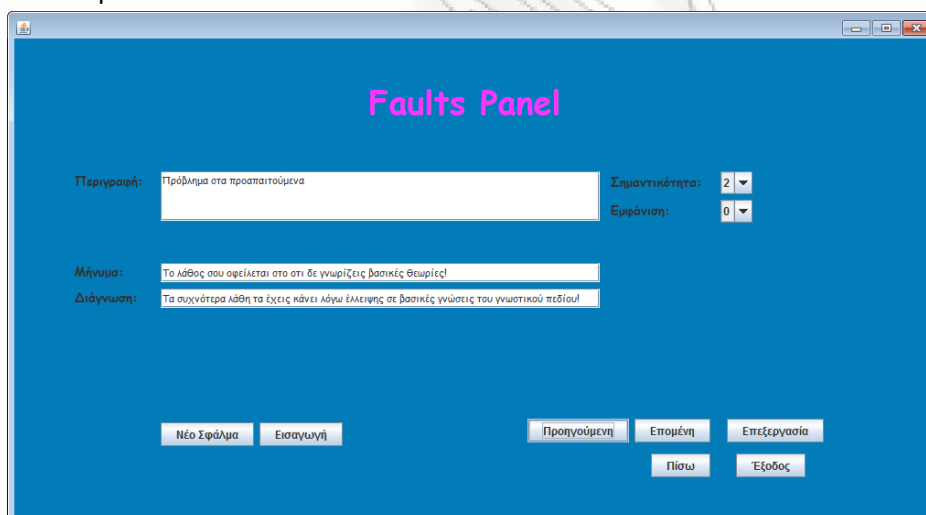 Faults Panel
Περιγραφή: Πρόβλημα στα προαπαιτούμενα Σημαντικότητα: 2
Εμφάνιση: 0
Μήνυμα: Το λάθος σου οφείλεται στο οτι δε γνωρίζεις βασικές θεωρίες!
Διάγνωση: Τα συχνότερα λάθη τα έχεις κάνει λόγω έλλειψης σε βασικές γνώσεις του γνωστικού πεδίου!
Νέο Σφάλμα Εισαγωγή Προηγούμενη Επομένη Επεξεργασία
Πίσω Έξοδος